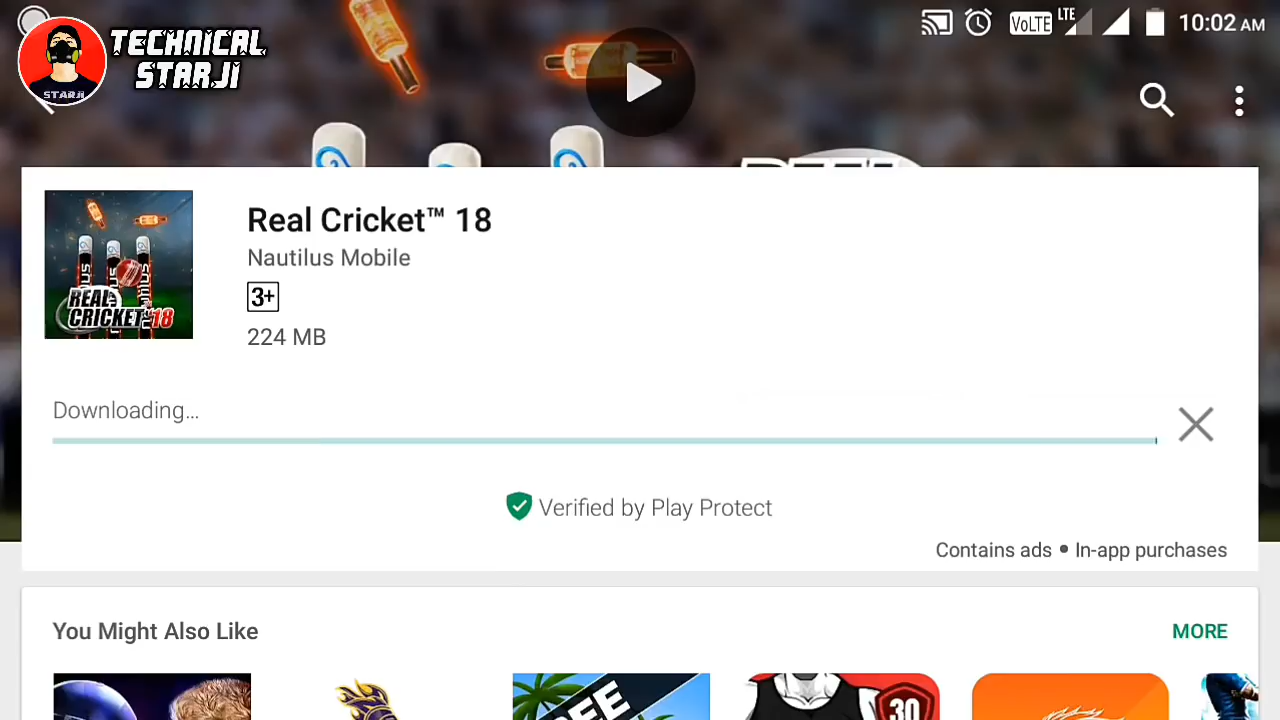 TECHNICAL
STARJI
STARJI
VoLTE LTE 10:02 AM
Real Cricket™ 18
Nautilus Mobile
3+
224 MB
REAL
CRICKET 18
Downloading...
Verified by Play Protect
Contains ads • In-app purchases
You Might Also Like
MORE
30